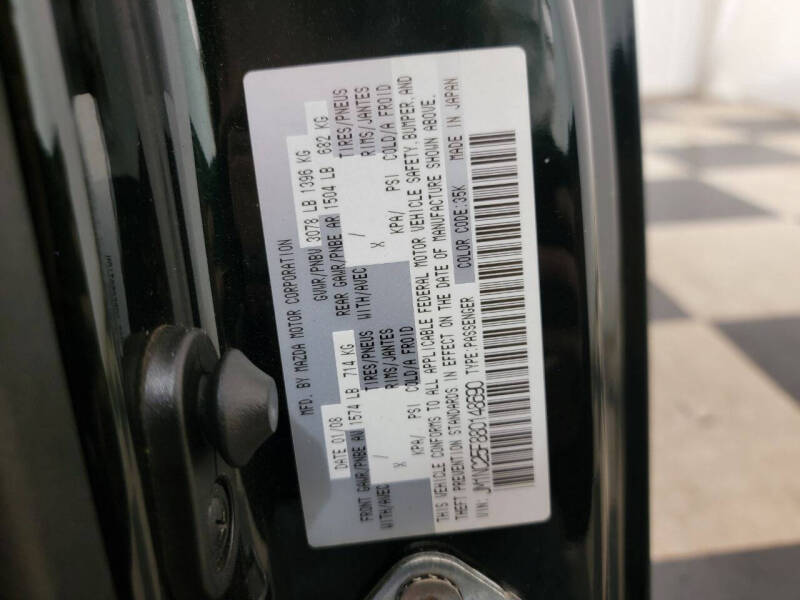 MFD. BY MAZDA MOTOR CORPORATION
DATE 01/08 GVWR/PNBV 3078 LB 1396 KG
FRONT GAWR/PNBE AV 1574 LB 714 KG REAR GAWR/PNBE AR 1504 LB 682 KG
WITH/AVEC TIRES/PNEUS WITH/AVEC TIRES/PNEUS
X RIMS/JANTES X / RIMS/JANTES
KPA/ PSI COLD/A FROID KPA/ PSI COLD/A FROID
THIS VEHICLE CONFORMS TO ALL APPLICABLE FEDERAL MOTOR VEHICLE SAFETY, BUMPER, AND
THEFT PREVENTION STANDARDS IN EFFECT ON THE DATE OF MANUFACTURE SHOWN ABOVE.
VIN: JM1NC25F880148590 TYPE:PASSENGER COLOR CODE:35K MADE IN JAPAN